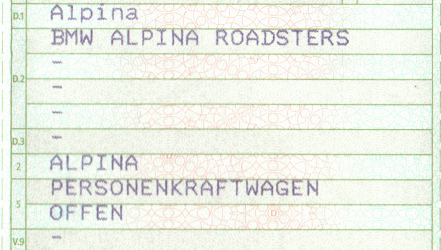 D.1 Alpina
BMW ALPINA ROADSTERS
–
D.2 –
–
D.3 –
2 ALPINA
PERSONENKRAFTWAGEN
5 OFFEN
V.9 –